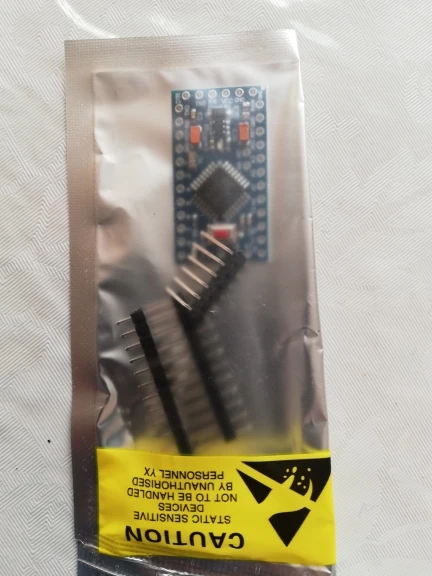 CAUTION
STATIC SENSITIVE
DEVICES
NOT TO BE HANDLED
BY UNAUTHORISED
PERSONNEL YX